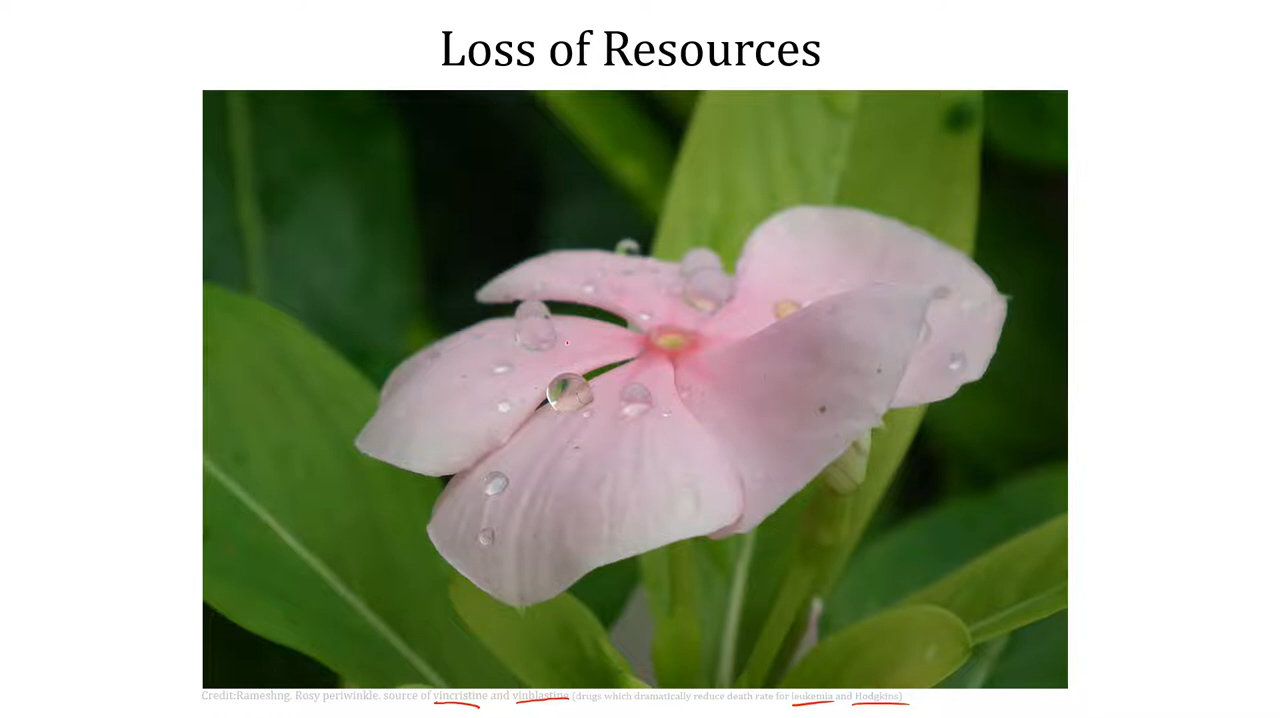 Loss of Resources
Credit:Rameshng. Rosy periwinkle. source of vincristine and vinblastine (drugs which dramatically reduce death rate for leukemia and Hodgkins)